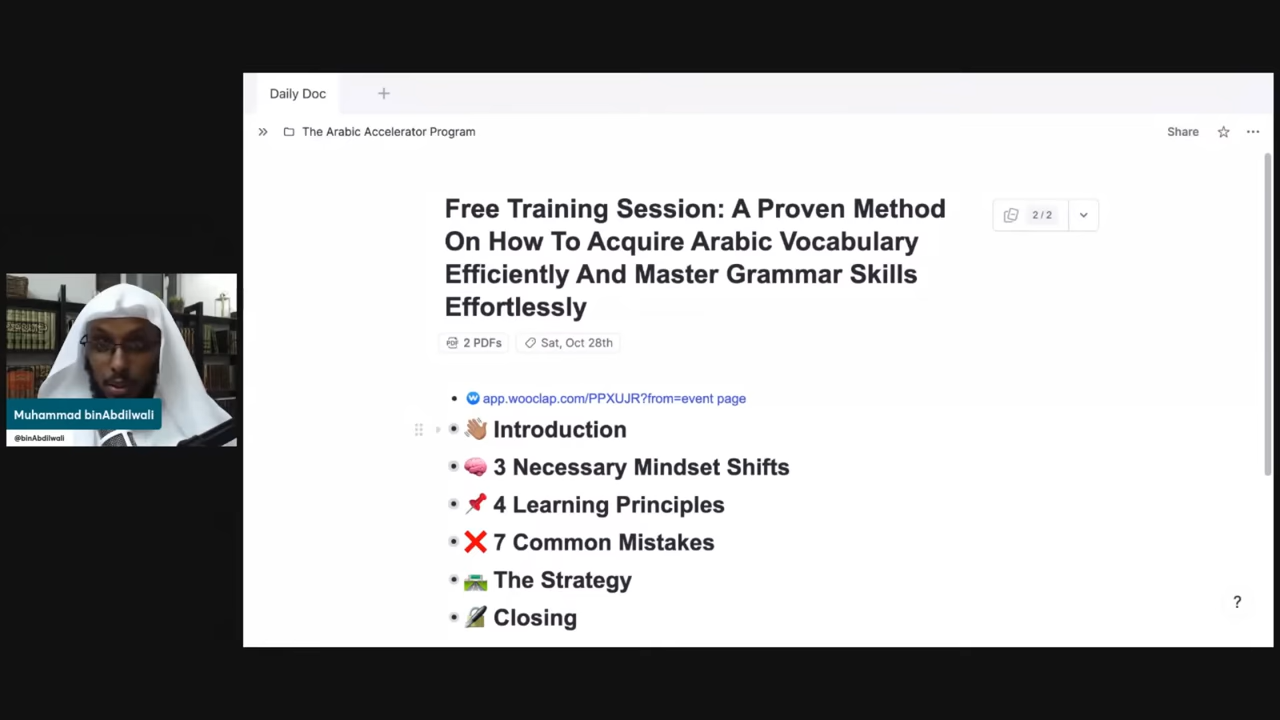 Daily Doc
The Arabic Accelerator Program
Share
Free Training Session: A Proven Method
On How To Acquire Arabic Vocabulary
Efficiently And Master Grammar Skills
Effortlessly
2/2
2 PDFs
Sat, Oct 28th
app.wooclap.com/PPXUJR?from=event page
Introduction
3 Necessary Mindset Shifts
4 Learning Principles
7 Common Mistakes
The Strategy
Closing
?
Muhammad binAbdilwali
@binAbdilwali